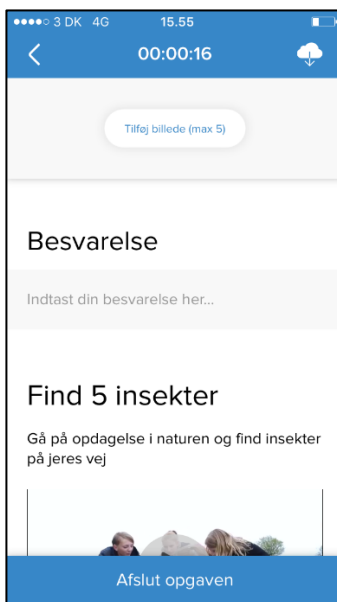 3 DK 4G 15.55
00:00:16
Tilføj billede (max 5)
Besvarelse
Indtast din besvarelse her...
Find 5 insekter
Gå på opdagelse i naturen og find insekter
på jeres vej
Afslut opgaven